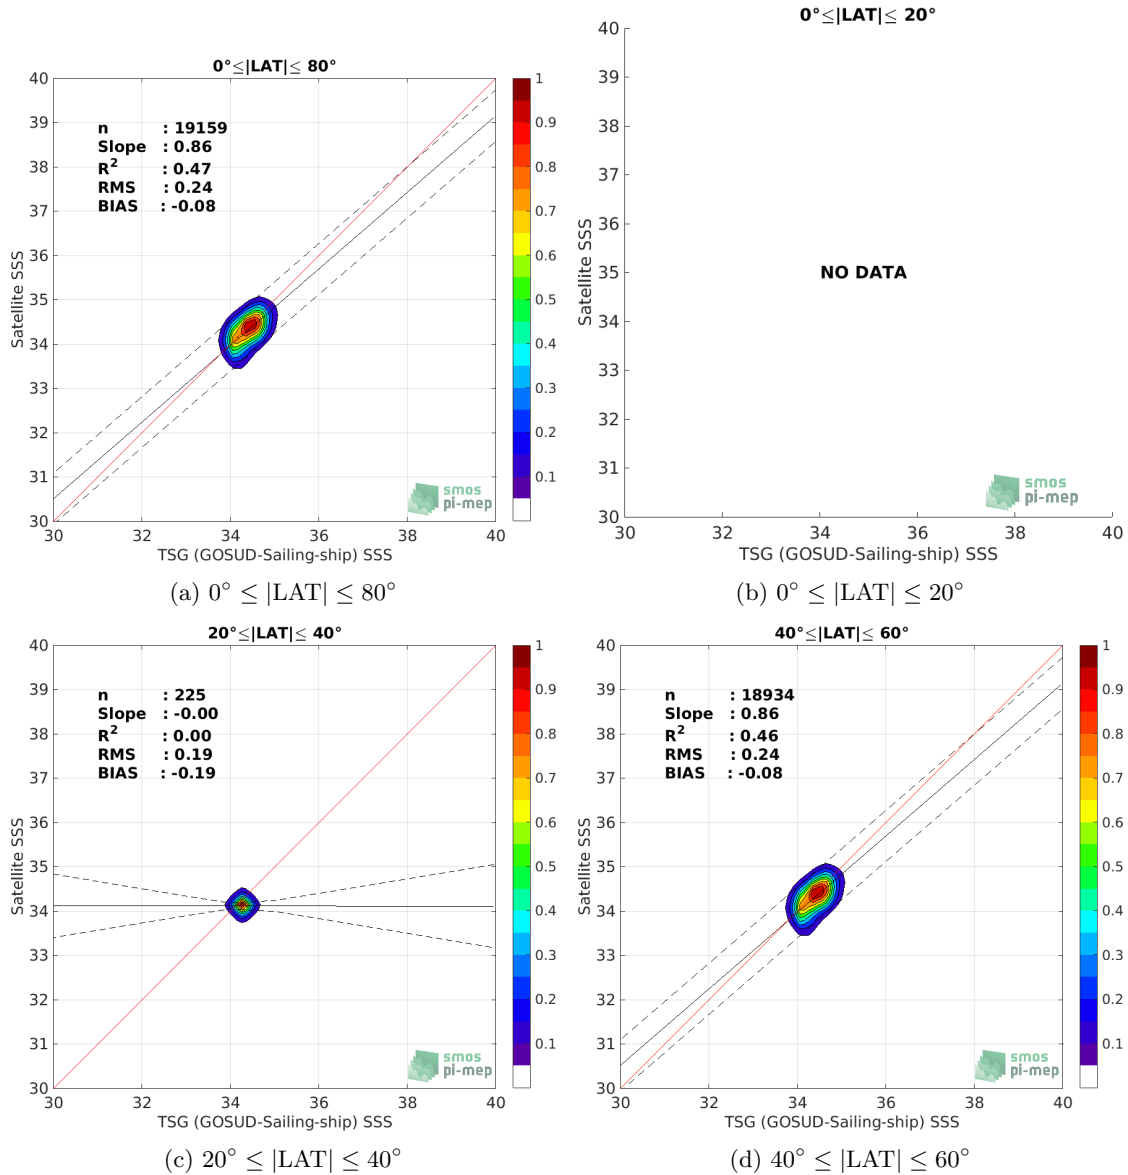 0°≤|LAT|≤ 80°
n : 19159
Slope : 0.86
R² : 0.47
RMS : 0.24
BIAS : -0.08
Satellite SSS
40
39
38
37
36
35
34
33
32
31
30
30 32 34 36 38 40
TSG (GOSUD-Sailing-ship) SSS
1
0.9
0.8
0.7
0.6
0.5
0.4
0.3
0.2
0.1
smos
pi-mep
(a) 0° ≤ |LAT| ≤ 80°
0°≤|LAT|≤ 20°
NO DATA
Satellite SSS
40
39
38
37
36
35
34
33
32
31
30
30 32 34 36 38 40
TSG (GOSUD-Sailing-ship) SSS
smos
pi-mep
(b) 0° ≤ |LAT| ≤ 20°
20°≤|LAT|≤ 40°
n : 225
Slope : -0.00
R² : 0.00
RMS : 0.19
BIAS : -0.19
Satellite SSS
40
39
38
37
36
35
34
33
32
31
30
30 32 34 36 38 40
TSG (GOSUD-Sailing-ship) SSS
1
0.9
0.8
0.7
0.6
0.5
0.4
0.3
0.2
0.1
smos
pi-mep
(c) 20° ≤ |LAT| ≤ 40°
40°≤|LAT|≤ 60°
n : 18934
Slope : 0.86
R² : 0.46
RMS : 0.24
BIAS : -0.08
Satellite SSS
40
39
38
37
36
35
34
33
32
31
30
30 32 34 36 38 40
TSG (GOSUD-Sailing-ship) SSS
1
0.9
0.8
0.7
0.6
0.5
0.4
0.3
0.2
0.1
smos
pi-mep
(d) 40° ≤ |LAT| ≤ 60°